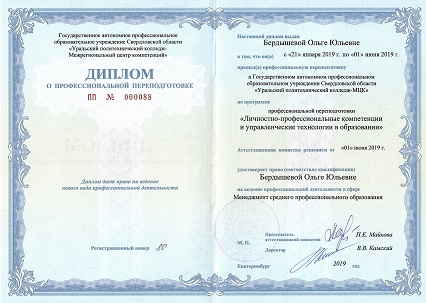 Государственное автономное профессиональное
образовательное учреждение Свердловской области
«Уральский политехнический колледж-
Межрегиональный центр компетенций»
ДИПЛОМ
О ПРОФЕССИОНАЛЬНОЙ ПЕРЕПОДГОТОВКЕ
ПП № 000088
Диплом дает право на ведение
нового вида профессиональной деятельности
Регистрационный номер 80
Настоящий диплом выдан
Бердышевой Ольге Юльевне
в том, что он(а) с «21» января 2019 г. по «01» июня 2019 г.
прошел(а) профессиональную переподготовку
в Государственном автономном профессиональном
образовательном учреждении Свердловской области
«Уральский политехнический колледж-МЦК»
по программе
профессиональной переподготовки
«Личностно-профессиональные компетенции
и управленческие технологии в образовании»
Аттестационная комиссия решением от «01» июня 2019 г.
удостоверяет право (соответствие квалификации)
Бердышевой Ольги Юльевне
на ведение профессиональной деятельности в сфере
Менеджмент среднего профессионального образования
Председатель
аттестационной комиссии П.Е. Майкова
М. П.
В.В. Камский
Екатеринбург 2019 год